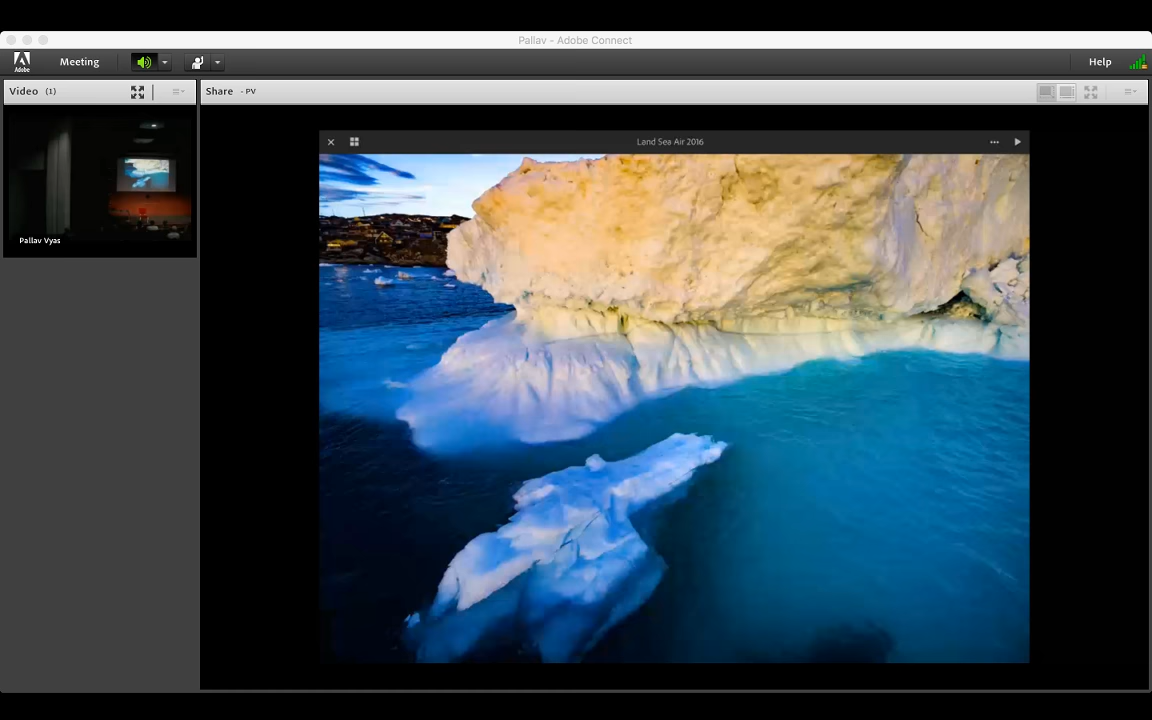 Pallav - Adobe Connect
Adobe
Meeting
Help
Video (1)
Share - PV
Land Sea Air 2016
Pallav Vyas